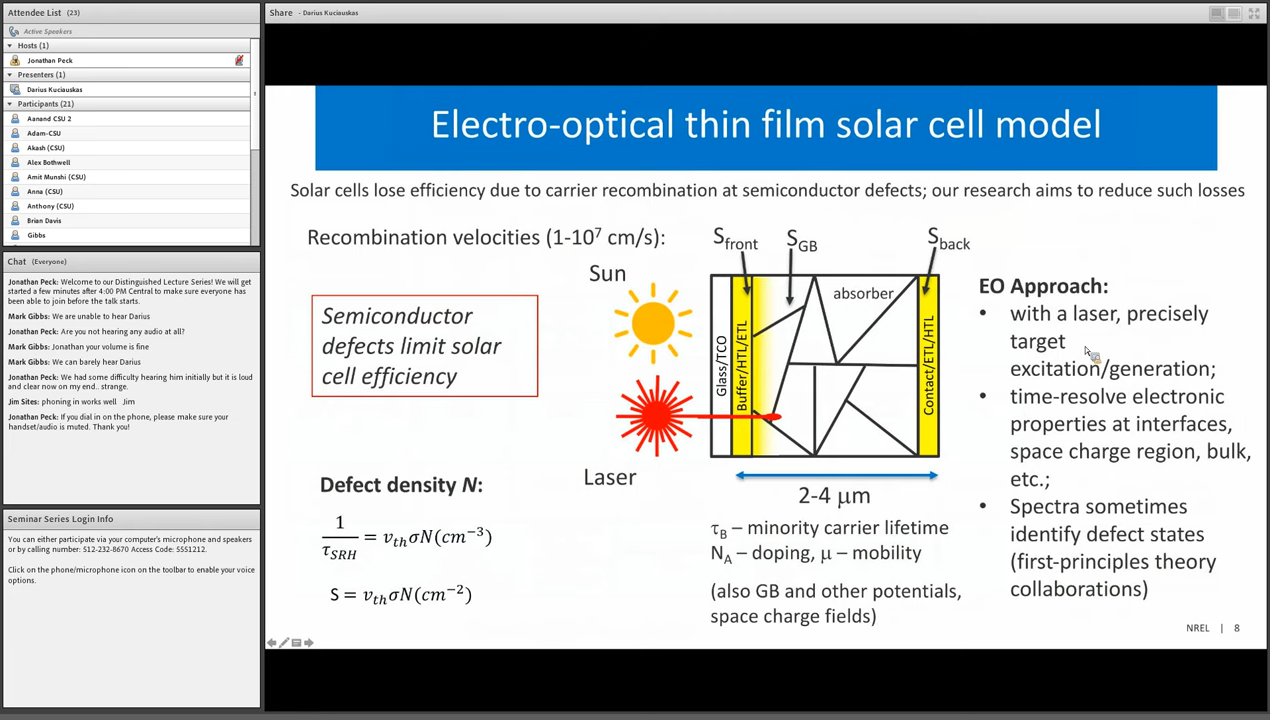 Attendee List (23)
Active Speakers
Hosts (1)
Jonathan Peck
Presenters (1)
Darius Kuciauskas
Participants (21)
Aanand CSU 2
Adam-CSU
Akash (CSU)
Alex Bothwell
Amit Munshi (CSU)
Anna (CSU)
Anthony (CSU)
Brian Davis
Gibbs
Chat (Everyone)
Jonathan Peck: Welcome to our Distinguished Lecture Series! We will get
started a few minutes after 4:00 PM Central to make sure everyone has
been able to join before the talk starts.
Mark Gibbs: We are unable to hear Darius
Jonathan Peck: Are you not hearing any audio at all?
Mark Gibbs: Jonathan your volume is fine
Mark Gibbs: We can barely hear Darius
Jonathan Peck: We had some difficulty hearing him initially but it is loud
and clear now on my end.. strange.
Jim Sites: phoning in works well Jim
Jonathan Peck: If you dial in on the phone, please make sure your
handset/audio is muted. Thank you!
Seminar Series Login Info
You can either participate via your computer's microphone and speakers
or by calling number: 512-232-8670 Access Code: 5551212.
Click on the phone/microphone icon on the toolbar to enable your voice
options.
Share - Darius Kuciauskas
Electro-optical thin film solar cell model
Solar cells lose efficiency due to carrier recombination at semiconductor defects; our research aims to reduce such losses
Recombination velocities (1-10⁷ cm/s):
Semiconductor
defects limit solar
cell efficiency
Defect density N:
1/τ_SRH = v_th σN(cm⁻³)
S = v_th σN(cm⁻²)
Sun
Laser
S_front
S_GB
S_back
Glass/TCO
Buffer/HTL/ETL
absorber
Contact/ETL/HTL
2-4 μm
τ_B – minority carrier lifetime
N_A – doping, μ – mobility
(also GB and other potentials,
space charge fields)
EO Approach:
• with a laser, precisely
target
excitation/generation;
• time-resolve electronic
properties at interfaces,
space charge region, bulk,
etc.;
• Spectra sometimes
identify defect states
(first-principles theory
collaborations)
NREL | 8